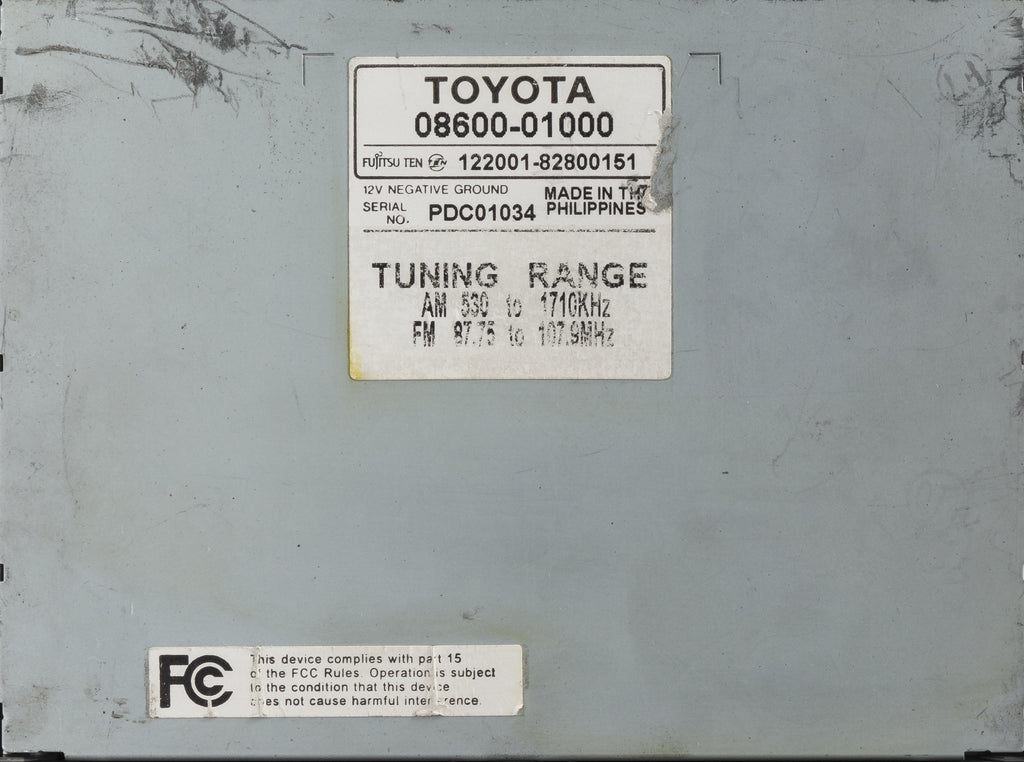 TOYOTA
08600-01000
FUJITSU TEN TEN 122001-82800151
12V NEGATIVE GROUND
SERIAL NO. PDC01034
MADE IN
PHILIPPINES
TUNING RANGE
AM 530 to 1710KHz
FM 87.75 to 107.9MHz
FC
This device complies with part 15
of the FCC Rules. Operation is subject
to the condition that this device
does not cause harmful interference.